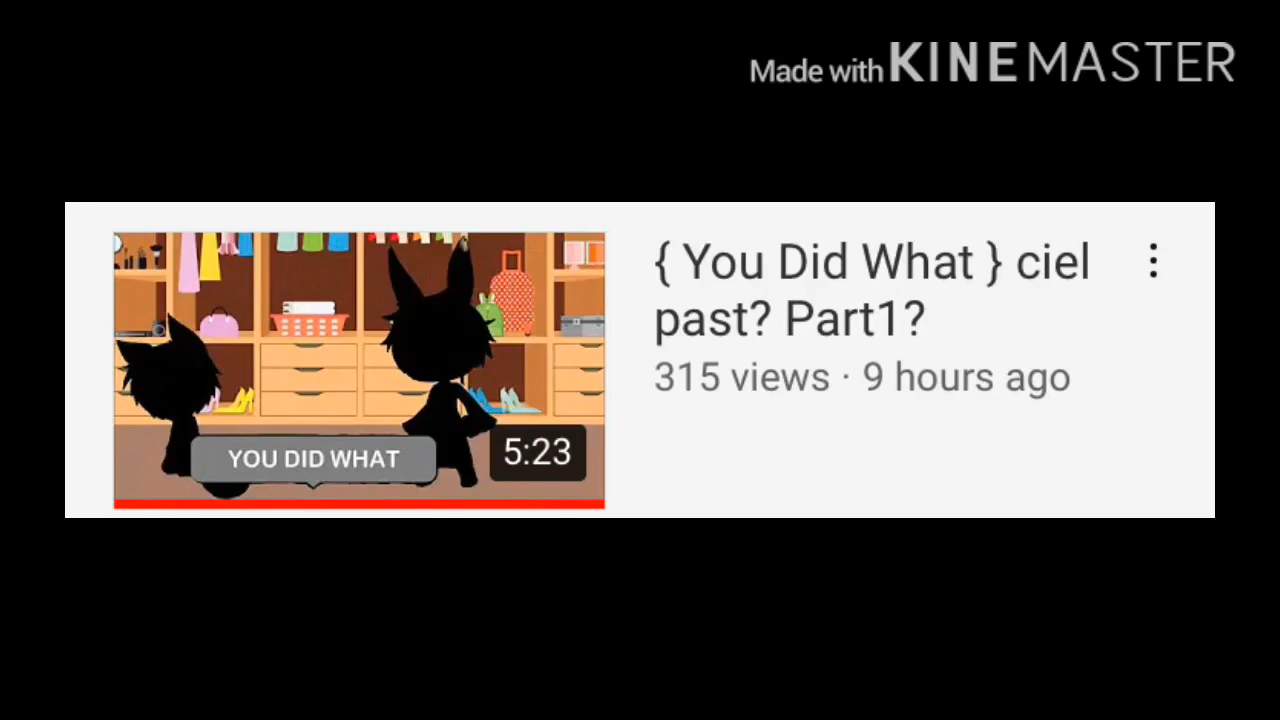 Made with KINEMASTER
{ You Did What } ciel
past? Part1?
315 views · 9 hours ago
YOU DID WHAT
5:23